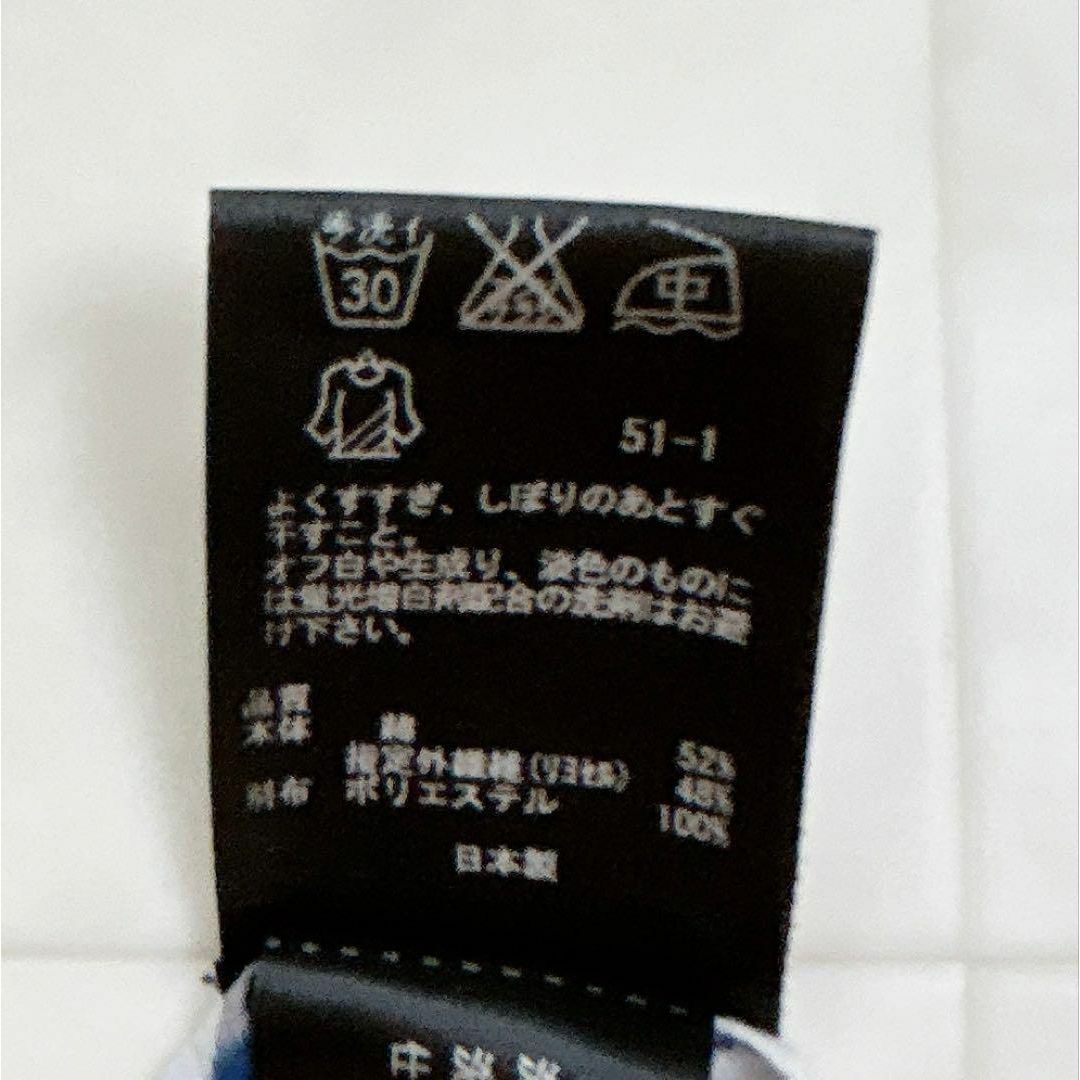 手洗イ
30
中
51-1
よくすすぎ、しぼりのあとすぐ
干すこと。
オフ白や生成り、淡色のものに
は蛍光増白剤配合の洗剤はお避
け下さい。
品質
本体 綿 52%
指定外繊維(リヨセル) 48%
別布 ポリエステル 100%
日本製